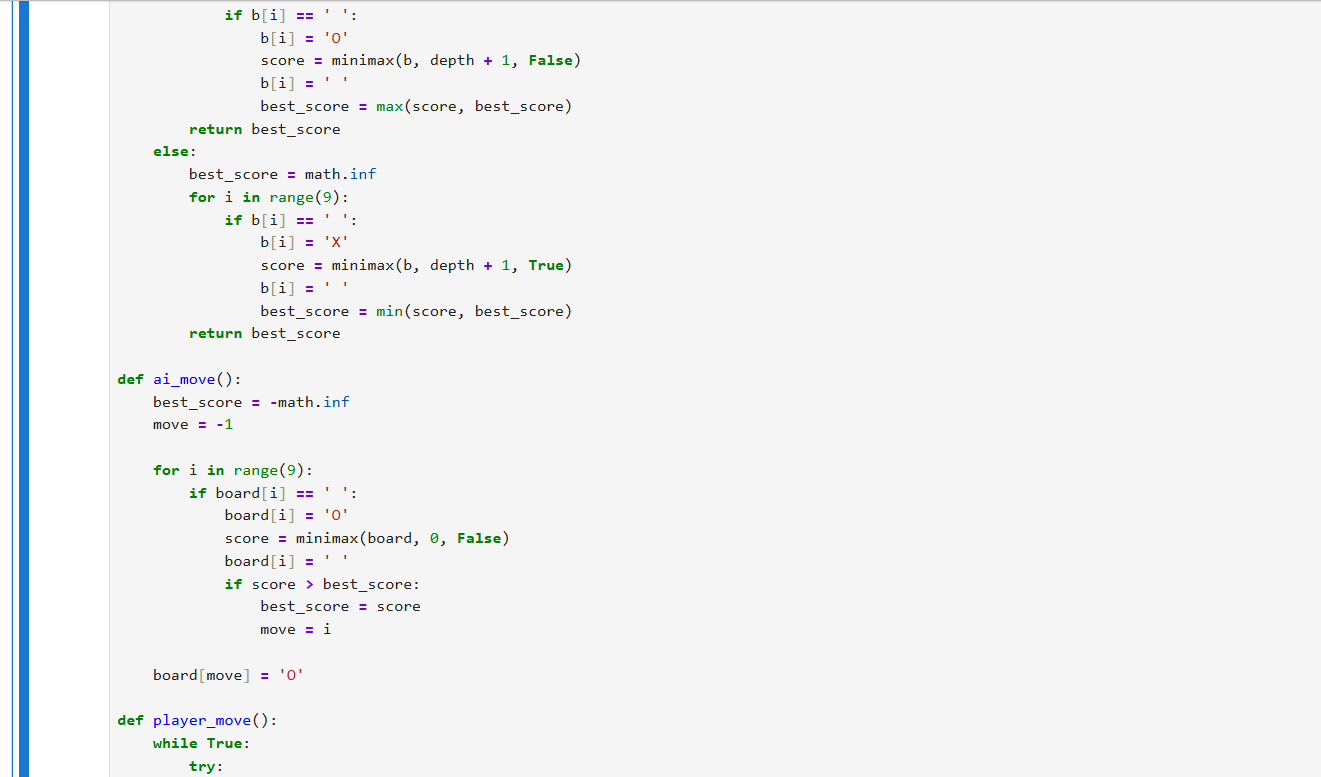 if b[i] == ' ':
                b[i] = 'O'
                score = minimax(b, depth + 1, False)
                b[i] = ' '
                best_score = max(score, best_score)
        return best_score
    else:
        best_score = math.inf
        for i in range(9):
            if b[i] == ' ':
                b[i] = 'X'
                score = minimax(b, depth + 1, True)
                b[i] = ' '
                best_score = min(score, best_score)
        return best_score

def ai_move():
    best_score = -math.inf
    move = -1

    for i in range(9):
        if board[i] == ' ':
            board[i] = 'O'
            score = minimax(board, 0, False)
            board[i] = ' '
            if score > best_score:
                best_score = score
                move = i

    board[move] = 'O'

def player_move():
    while True:
        try: